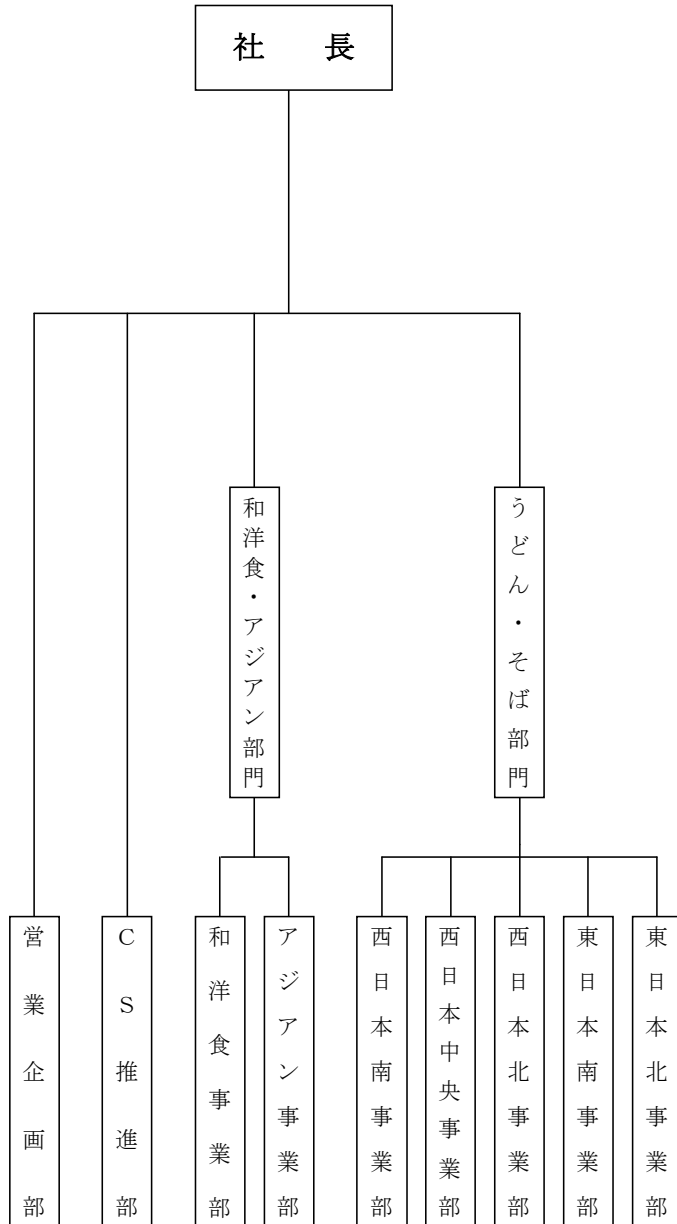 社　長
和洋食・アジアン部門
うどん・そば部門
営業企画部
CS推進部
和洋食事業部
アジアン事業部
西日本南事業部
西日本中央事業部
西日本北事業部
東日本南事業部
東日本北事業部